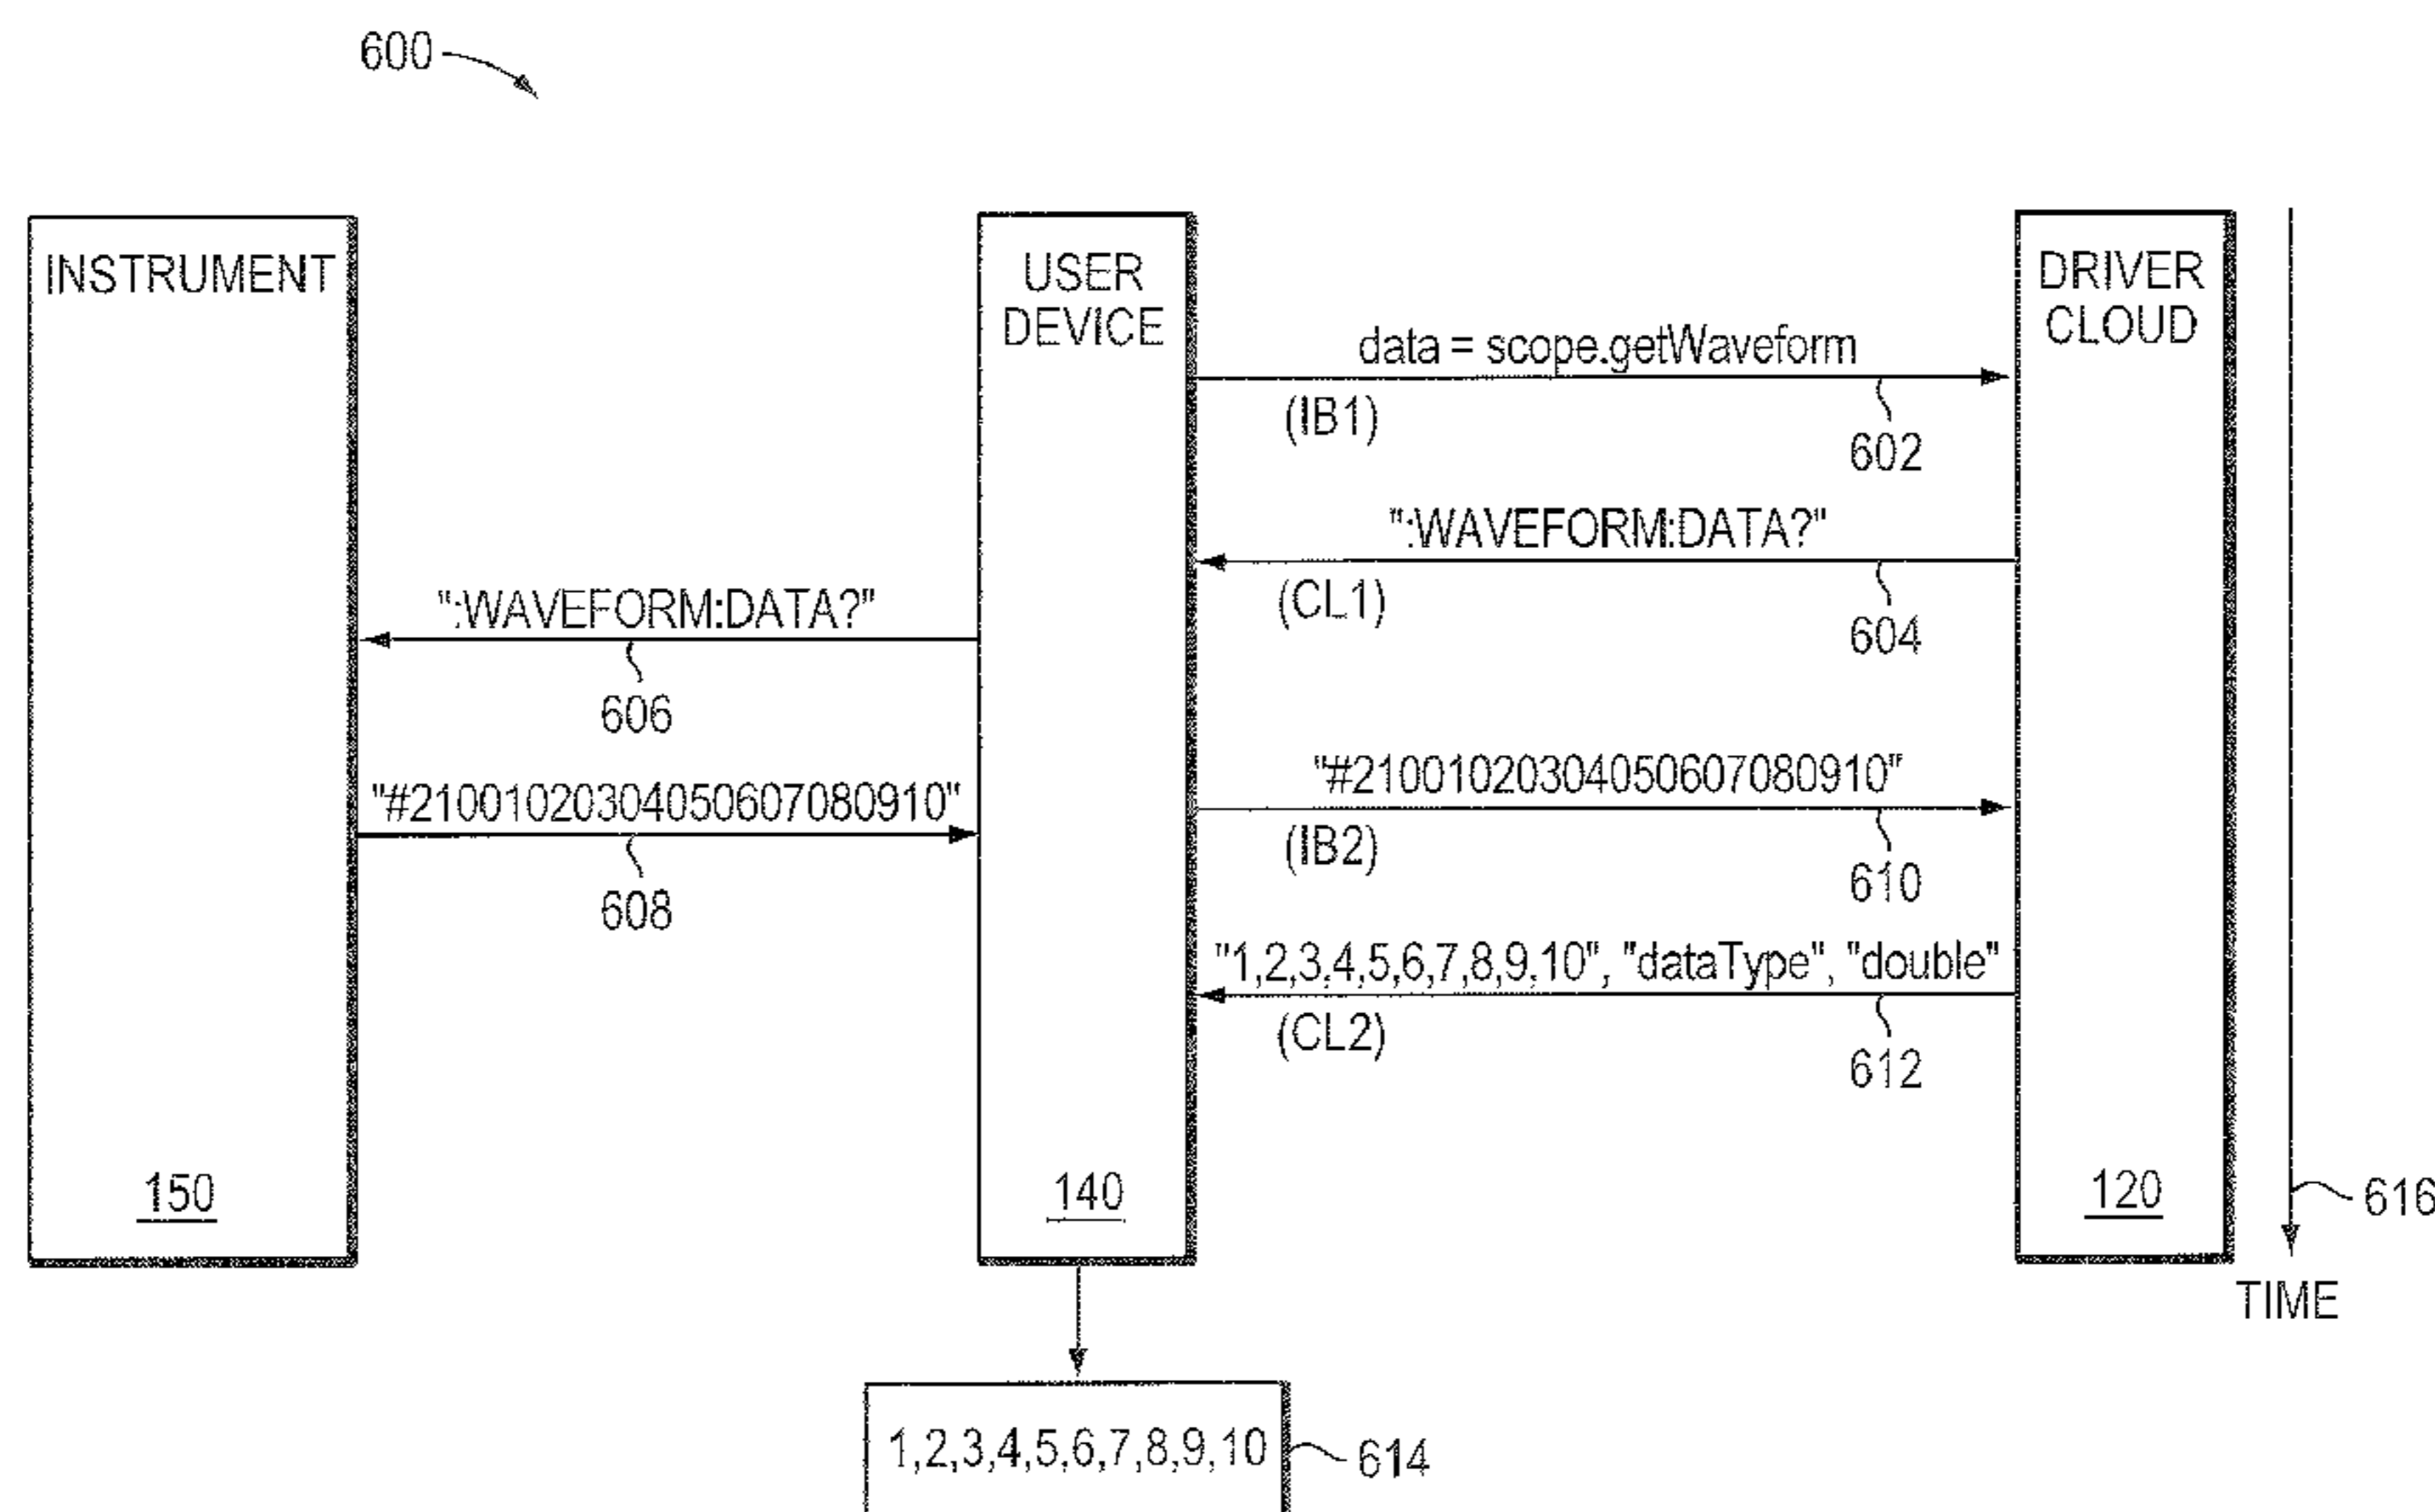 600
INSTRUMENT
USER
DEVICE
DRIVER
CLOUD
data = scope.getWaveform
(IB1)
602
":WAVEFORM:DATA?"
(CL1)
604
":WAVEFORM:DATA?"
606
"#21001020304050607080910"
608
"#21001020304050607080910"
(IB2)
610
"1,2,3,4,5,6,7,8,9,10", "dataType", "double"
(CL2)
612
150
140
120
616
TIME
1,2,3,4,5,6,7,8,9,10
614